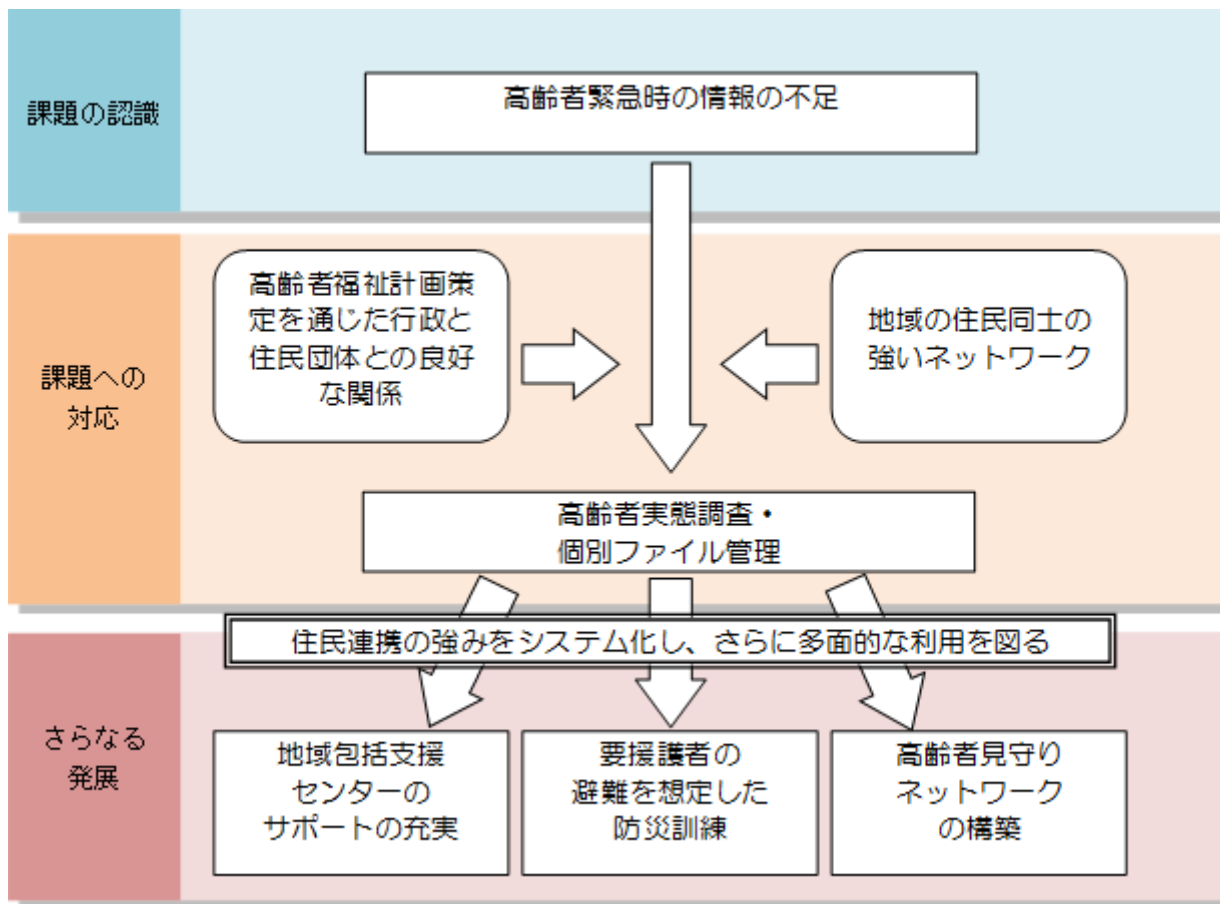 課題の認識
高齢者緊急時の情報の不足
課題への
対応
高齢者福祉計画策
定を通じた行政と
住民団体との良好
な関係
地域の住民同士の
強いネットワーク
高齢者実態調査・
個別ファイル管理
住民連携の強みをシステム化し、さらに多面的な利用を図る
さらなる
発展
地域包括支援
センターの
サポートの充実
要援護者の
避難を想定した
防災訓練
高齢者見守り
ネットワーク
の構築